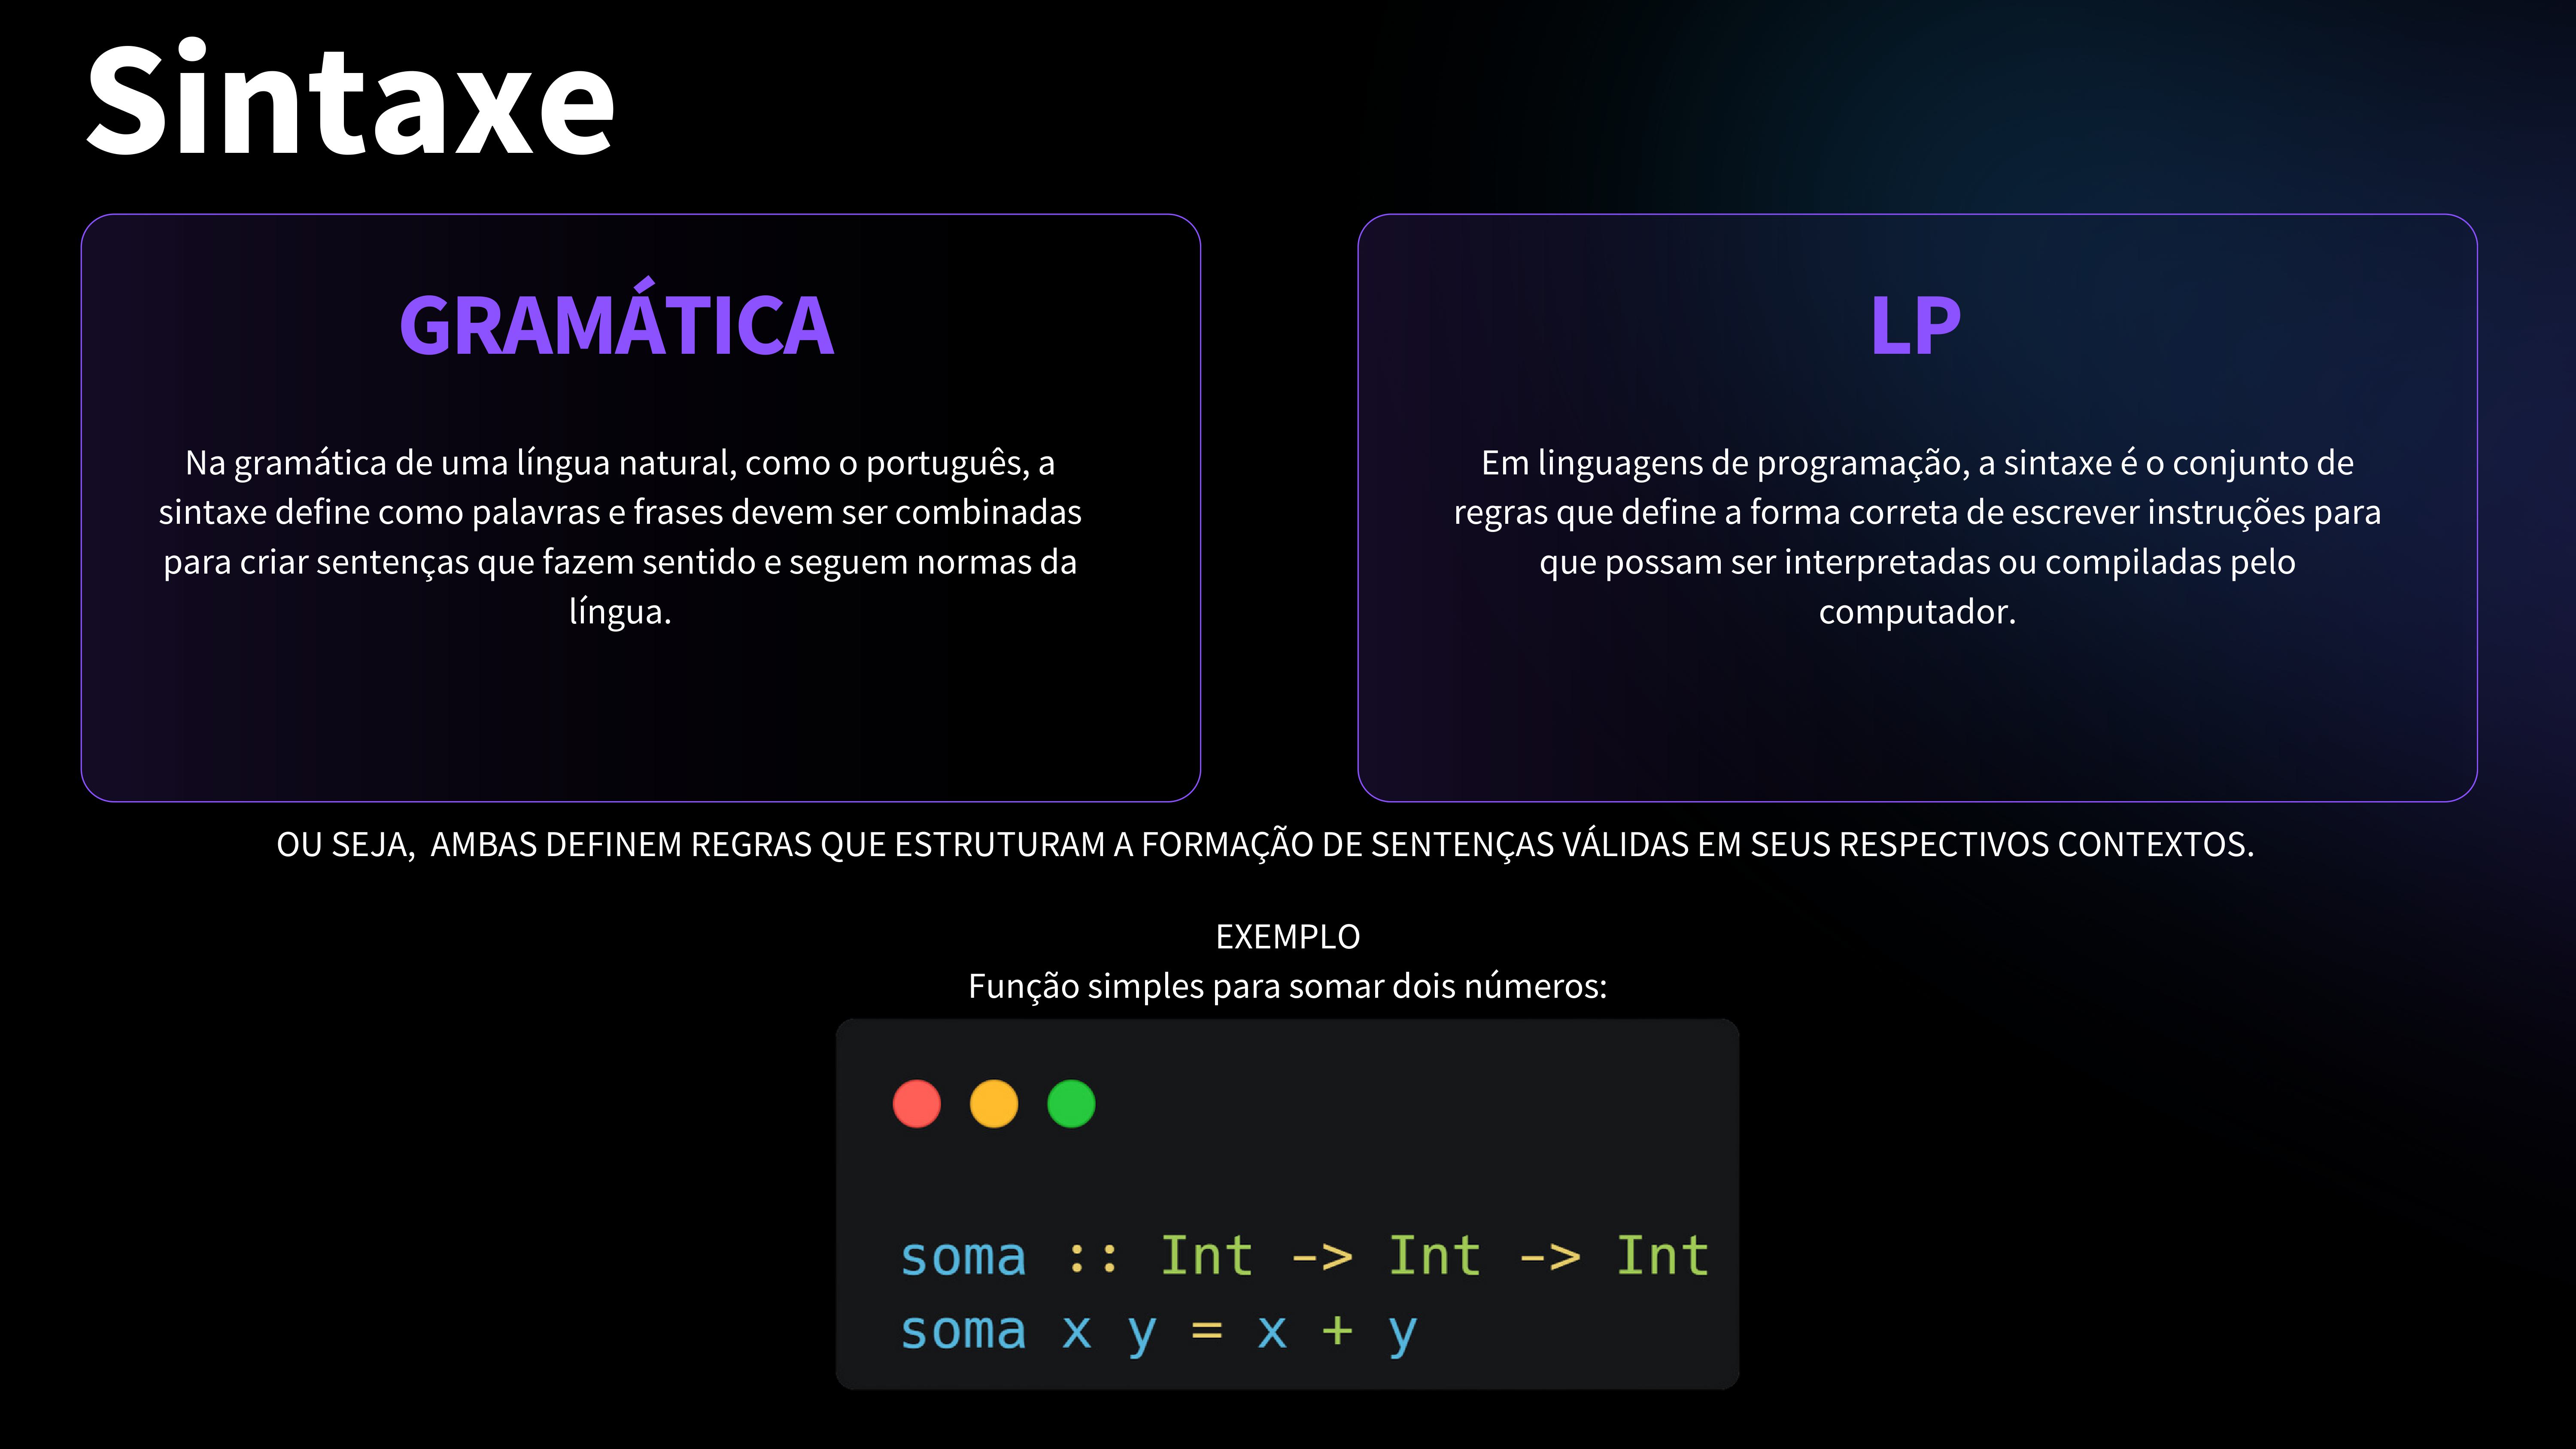 Sintaxe
GRAMÁTICA
Na gramática de uma língua natural, como o português, a
sintaxe define como palavras e frases devem ser combinadas
para criar sentenças que fazem sentido e seguem normas da
língua.
LP
Em linguagens de programação, a sintaxe é o conjunto de
regras que define a forma correta de escrever instruções para
que possam ser interpretadas ou compiladas pelo
computador.
OU SEJA,  AMBAS DEFINEM REGRAS QUE ESTRUTURAM A FORMAÇÃO DE SENTENÇAS VÁLIDAS EM SEUS RESPECTIVOS CONTEXTOS.
EXEMPLO
Função simples para somar dois números:
soma :: Int -> Int -> Int
soma x y = x + y